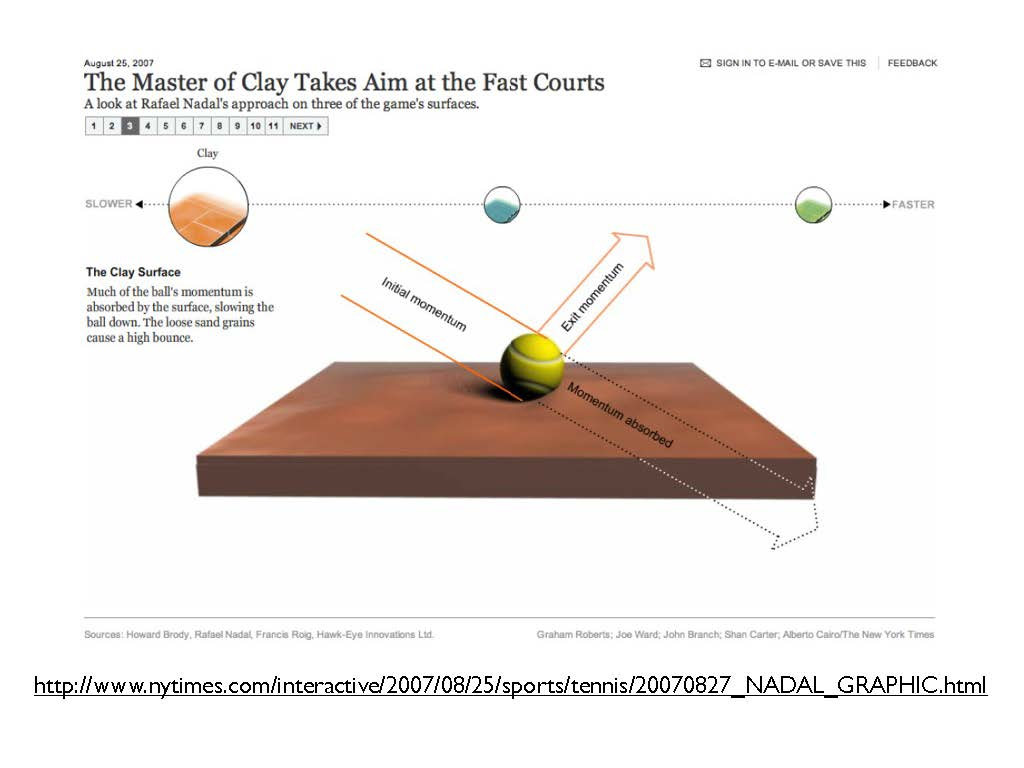 August 25, 2007
SIGN IN TO E-MAIL OR SAVE THIS
FEEDBACK
The Master of Clay Takes Aim at the Fast Courts
A look at Rafael Nadal's approach on three of the game's surfaces.
1 2 3 4 5 6 7 8 9 10 11 NEXT
Clay
SLOWER
FASTER
The Clay Surface
Much of the ball's momentum is
absorbed by the surface, slowing the
ball down. The loose sand grains
cause a high bounce.
Initial momentum
Exit momentum
Momentum absorbed
Sources: Howard Brody, Rafael Nadal, Francis Roig, Hawk-Eye Innovations Ltd.
Graham Roberts; Joe Ward; John Branch; Shan Carter; Alberto Cairo/The New York Times
http://www.nytimes.com/interactive/2007/08/25/sports/tennis/20070827_NADAL_GRAPHIC.html